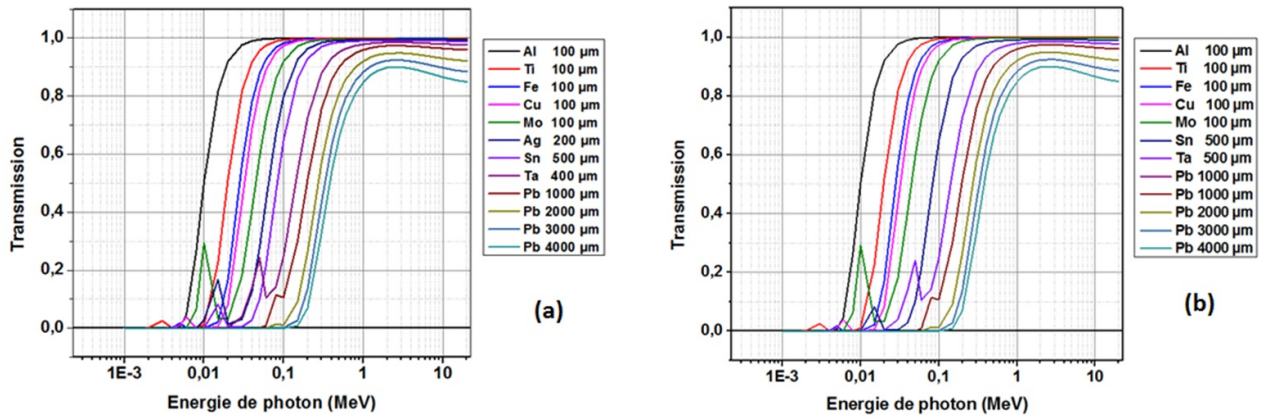 Transmission
1,0
0,8
0,6
0,4
0,2
0,0
1E-3
0,01
0,1
1
10
Energie de photon (MeV)
Al 100 µm
Ti 100 µm
Fe 100 µm
Cu 100 µm
Mo 100 µm
Ag 200 µm
Sn 500 µm
Ta 400 µm
Pb 1000 µm
Pb 2000 µm
Pb 3000 µm
Pb 4000 µm
(a)
Transmission
1,0
0,8
0,6
0,4
0,2
0,0
1E-3
0,01
0,1
1
10
Energie de photon (MeV)
Al 100 µm
Ti 100 µm
Fe 100 µm
Cu 100 µm
Mo 100 µm
Sn 500 µm
Ta 500 µm
Pb 1000 µm
Pb 1000 µm
Pb 2000 µm
Pb 3000 µm
Pb 4000 µm
(b)